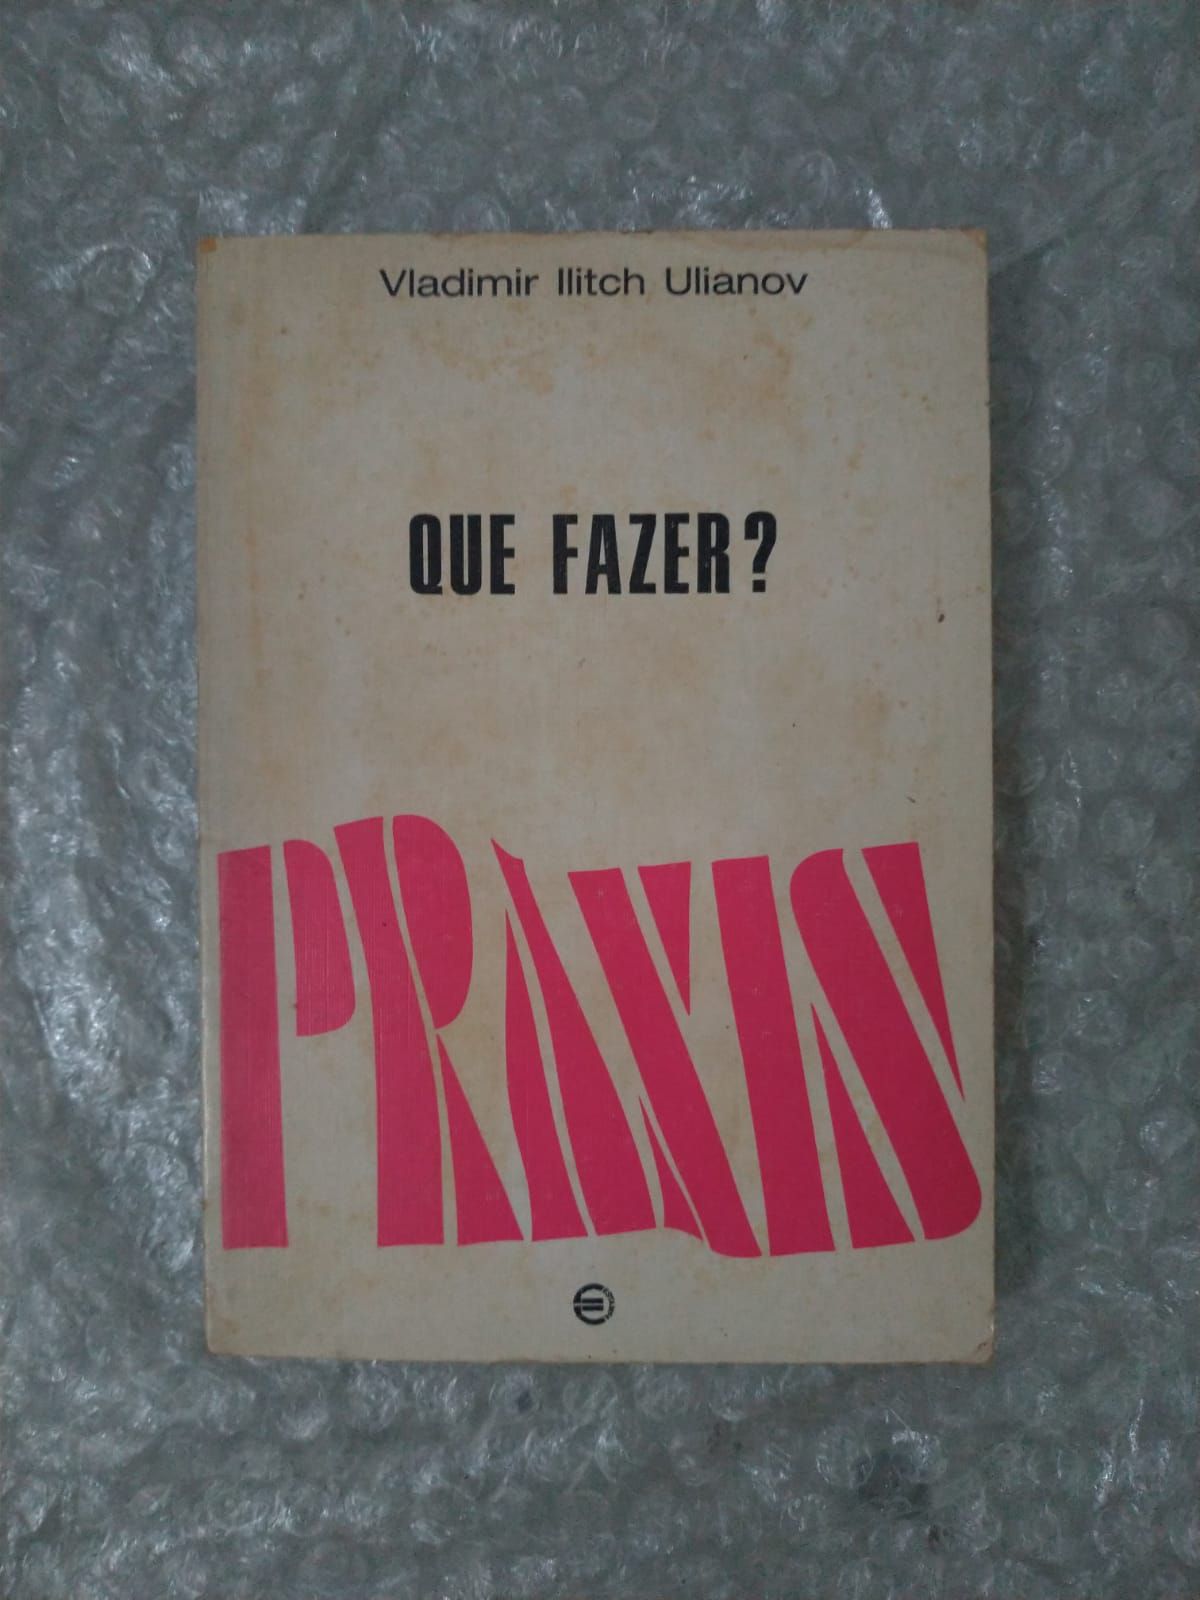 Vladimir Ilitch Ulianov
QUE FAZER?
PRAXIS